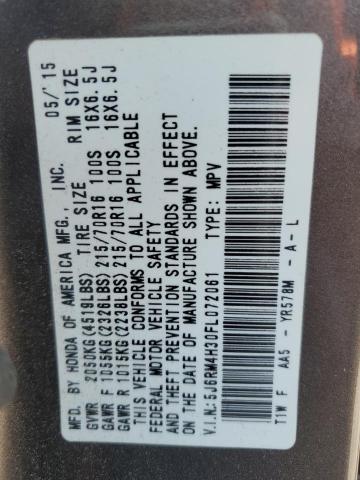 MFD. BY HONDA OF AMERICA MFG., INC. 05/'15
GVWR 2050KG(4519LBS) TIRE SIZE RIM SIZE
GAWR F 1055KG(2326LBS) 215/70R16 100S 16X6.5J
GAWR R 1015KG(2238LBS) 215/70R16 100S 16X6.5J
THIS VEHICLE CONFORMS TO ALL APPLICABLE
FEDERAL MOTOR VEHICLE SAFETY
AND THEFT PREVENTION STANDARDS IN EFFECT
ON THE DATE OF MANUFACTURE SHOWN ABOVE.
V.I.N:5J6RM4H30FL072061 TYPE: MPV
T1W F AA5 - YR578M - A - L